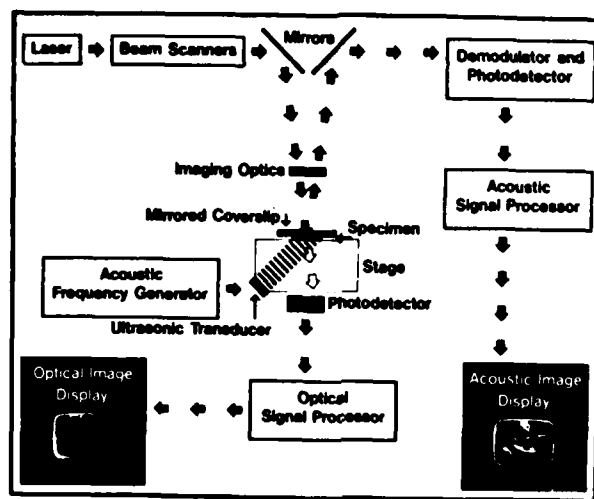 Mirrors
Laser
Beam Scanners
Demodulator and
Photodetector
Imaging Optics
Acoustic
Signal Processor
Mirrored Coverslip
Specimen
Stage
Acoustic
Frequency Generator
Photodetector
Ultrasonic Transducer
Optical Image
Display
Optical
Signal Processor
Acoustic Image
Display